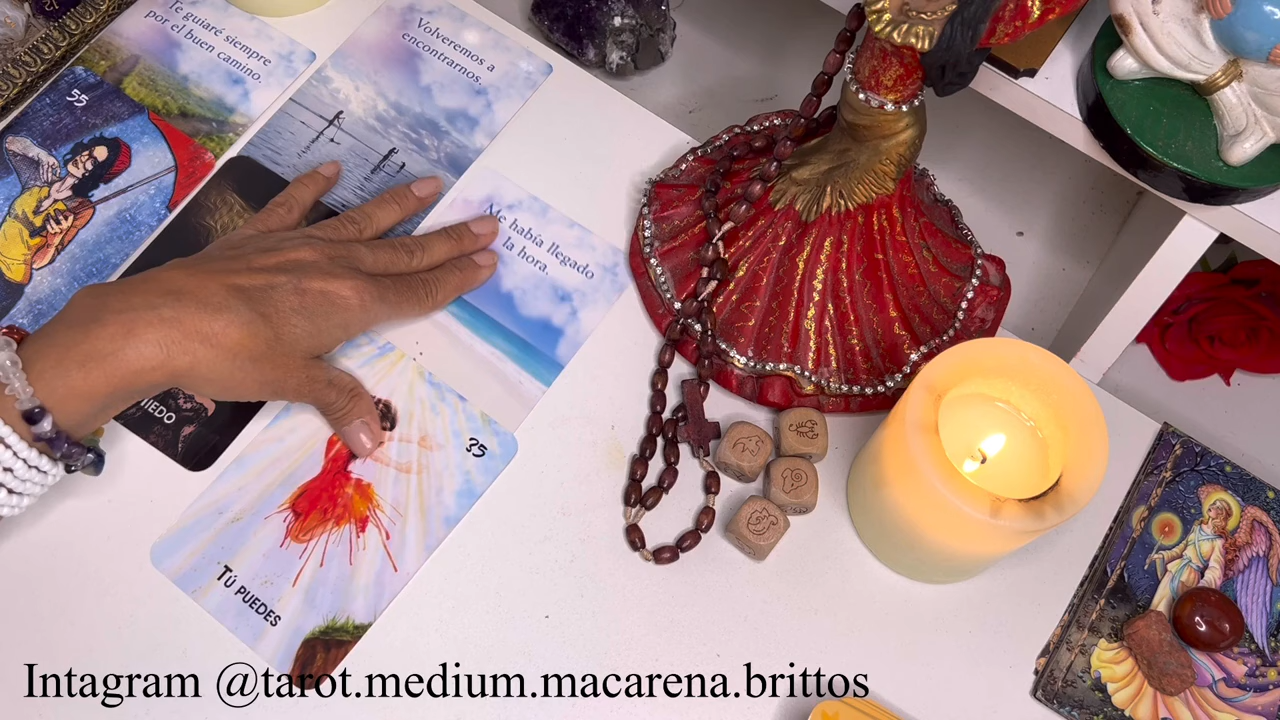 Te guiaré siempre
por el buen camino.
Volveremos a
encontrarnos.
55
Me había llegado
la hora.
35
TÚ PUEDES
Intagram @tarot.medium.macarena.brittos